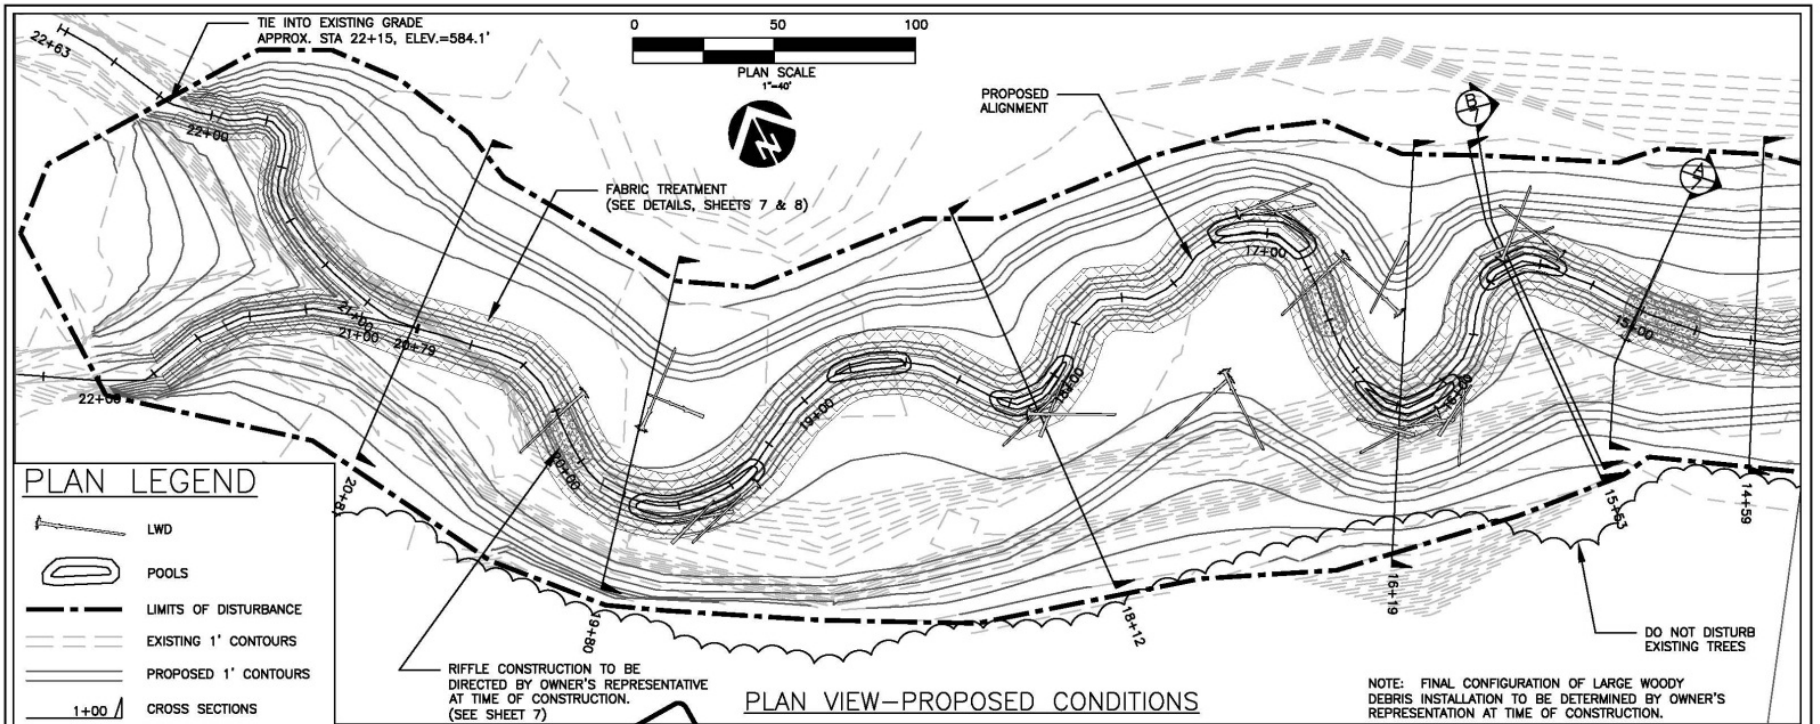 TIE INTO EXISTING GRADE
APPROX. STA 22+15, ELEV.=584.1'
22+63
0 50 100
PLAN SCALE
1"=40'
N
PROPOSED
ALIGNMENT
B
7
A
7
22+00
FABRIC TREATMENT
(SEE DETAILS, SHEETS 7 & 8)
17+00
21+00
21+00
20+79
15+00
18+00
16+00
22+00
19+00
20+00
PLAN LEGEND
LWD
POOLS
LIMITS OF DISTURBANCE
EXISTING 1' CONTOURS
PROPOSED 1' CONTOURS
1+00 CROSS SECTIONS
20+81
19+80
18+12
16+19
15+53
14+59
RIFFLE CONSTRUCTION TO BE
DIRECTED BY OWNER'S REPRESENTATIVE
AT TIME OF CONSTRUCTION.
(SEE SHEET 7)
PLAN VIEW–PROPOSED CONDITIONS
DO NOT DISTURB
EXISTING TREES
NOTE: FINAL CONFIGURATION OF LARGE WOODY
DEBRIS INSTALLATION TO BE DETERMINED BY OWNER'S
REPRESENTATION AT TIME OF CONSTRUCTION.